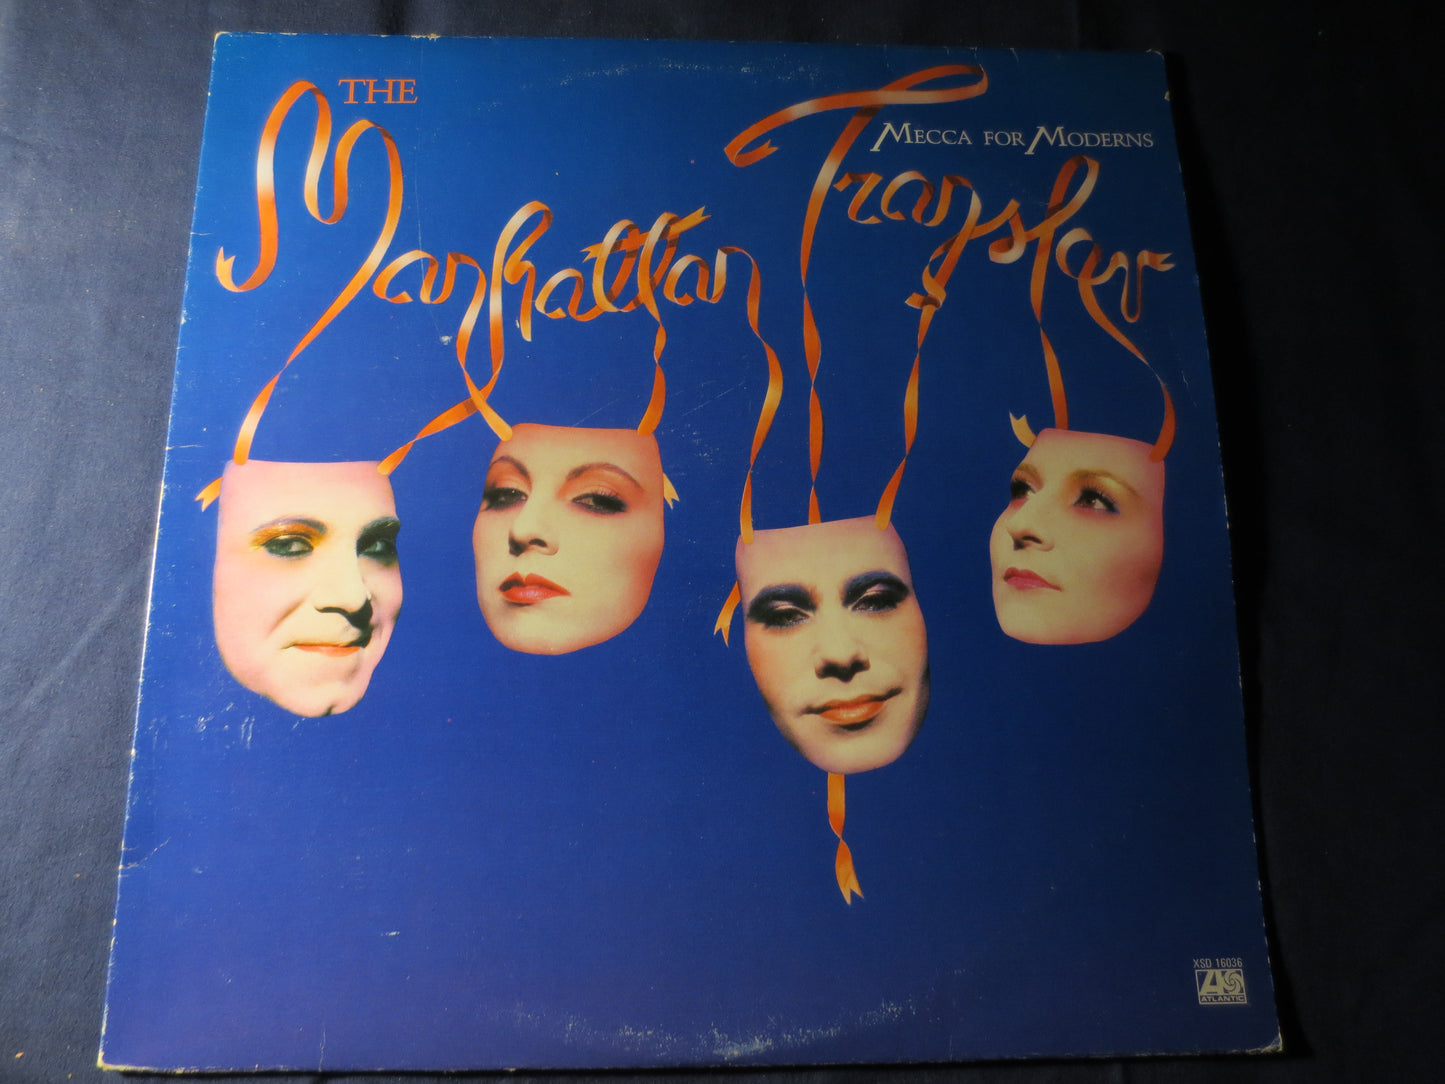 THE
Manhattan Transfer
MECCA FOR MODERNS
XSD 16036
ATLANTIC